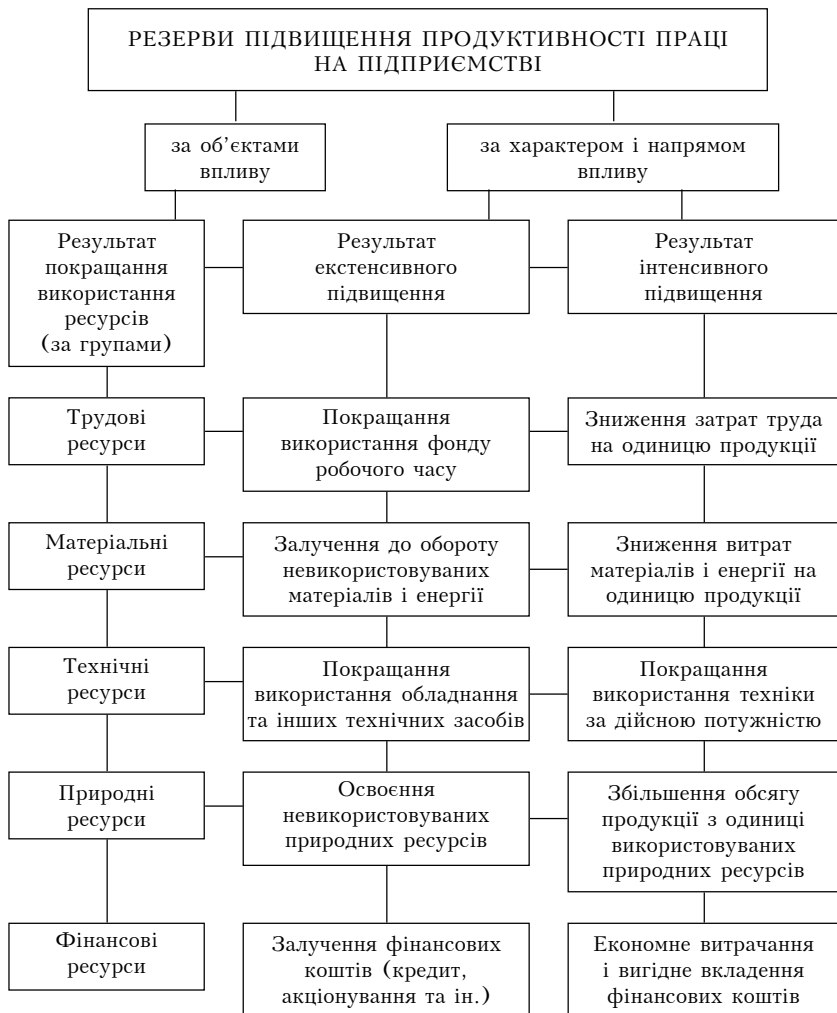 РЕЗЕРВИ ПІДВИЩЕННЯ ПРОДУКТИВНОСТІ ПРАЦІ
НА ПІДПРИЄМСТВІ
за об’єктами
впливу
за характером і напрямом
впливу
Результат
покращання
використання
ресурсів
(за групами)
Результат
екстенсивного
підвищення
Результат
інтенсивного
підвищення
Трудові
ресурси
Покращання
використання фонду
робочого часу
Зниження затрат труда
на одиницю продукції
Матеріальні
ресурси
Залучення до обороту
невикористовуваних
матеріалів і енергії
Зниження витрат
матеріалів і енергії на
одиницю продукції
Технічні
ресурси
Покращання
використання обладнання
та інших технічних засобів
Покращання
використання техніки
за дійсною потужністю
Природні
ресурси
Освоєння
невикористовуваних
природних ресурсів
Збільшення обсягу
продукції з одиниці
використовуваних
природних ресурсів
Фінансові
ресурси
Залучення фінансових
коштів (кредит,
акціонування та ін.)
Економне витрачання
і вигідне вкладення
фінансових коштів